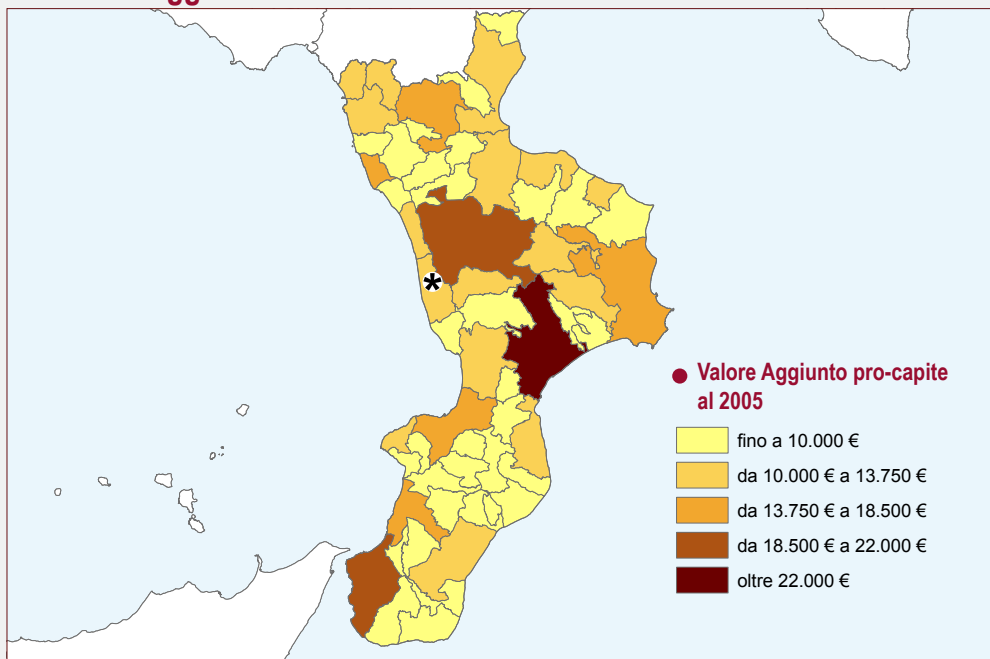 Valore Aggiunto pro-capite
al 2005
fino a 10.000 €
da 10.000 € a 13.750 €
da 13.750 € a 18.500 €
da 18.500 € a 22.000 €
oltre 22.000 €